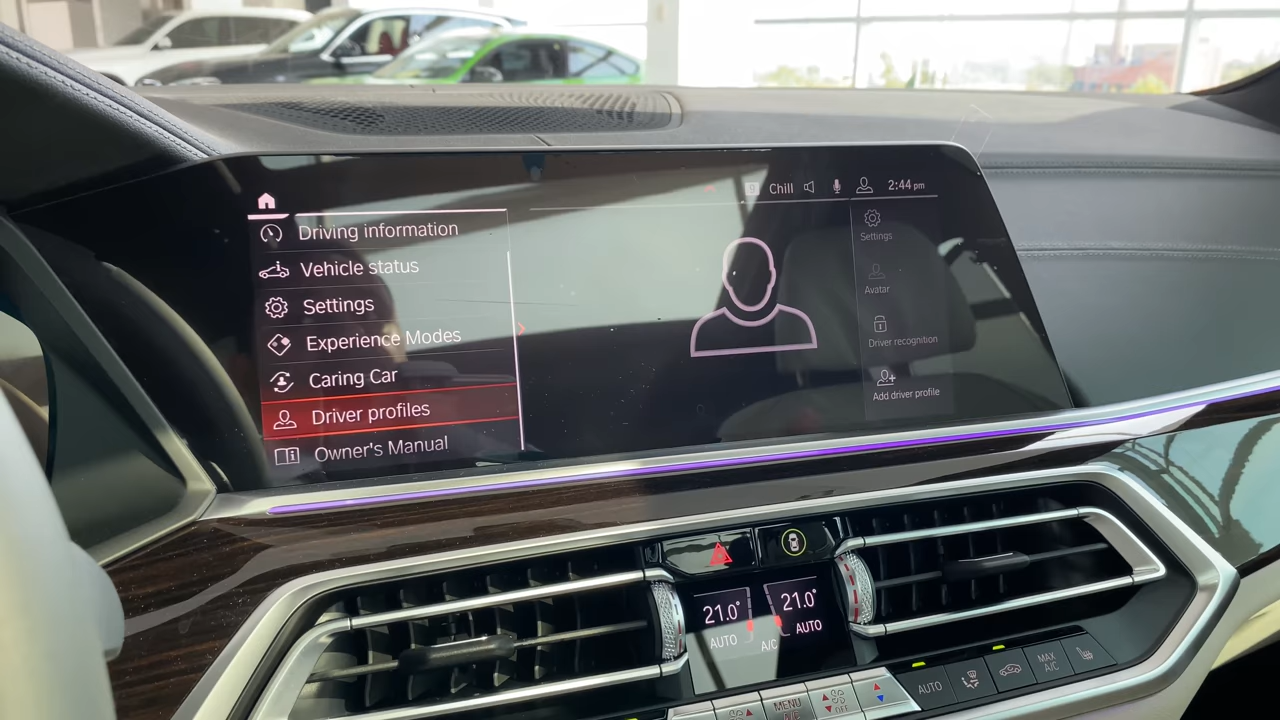 Chill
2:44 pm
Driving information
Vehicle status
Settings
Experience Modes
Caring Car
Driver profiles
Owner's Manual
Settings
Avatar
Driver recognition
Add driver profile
21.0°
21.0°
AUTO
AUTO
A/C
AUTO
MAX
A/C
MENU
A/C
OFF